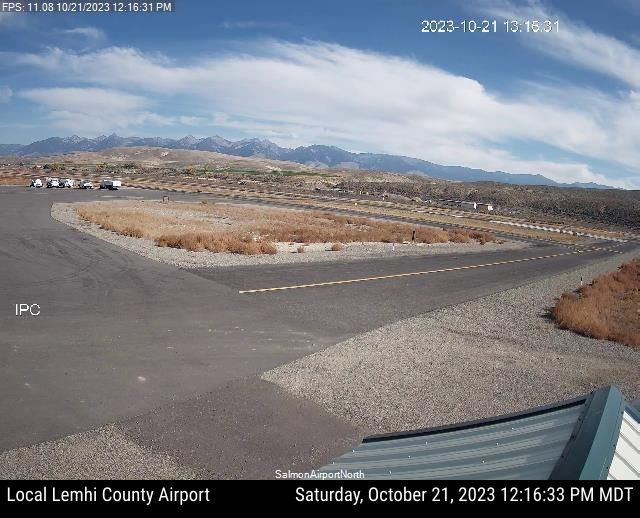 FPS: 11.08 10/21/2023 12:16:31 PM
2023-10-21 13:16:31
IPC
SalmonAirportNorth
Local Lemhi County Airport
Saturday, October 21, 2023 12:16:33 PM MDT